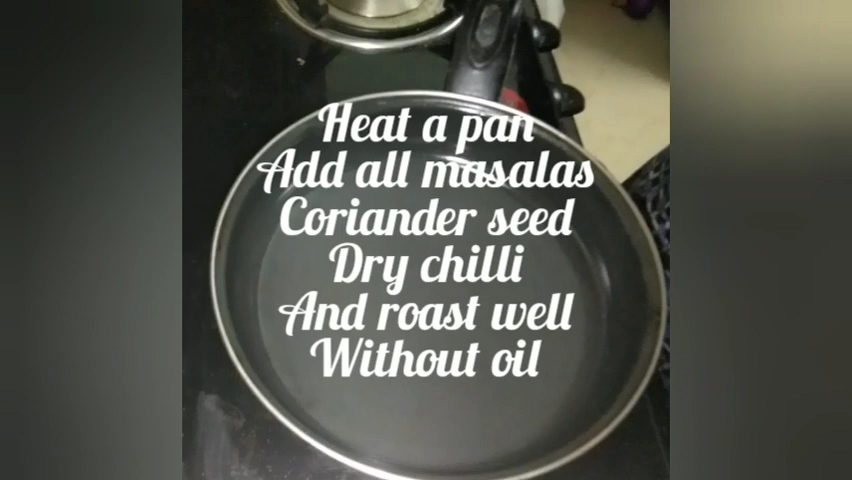 Heat a pan
Add all masalas
Coriander seed
Dry chilli
And roast well
Without oil